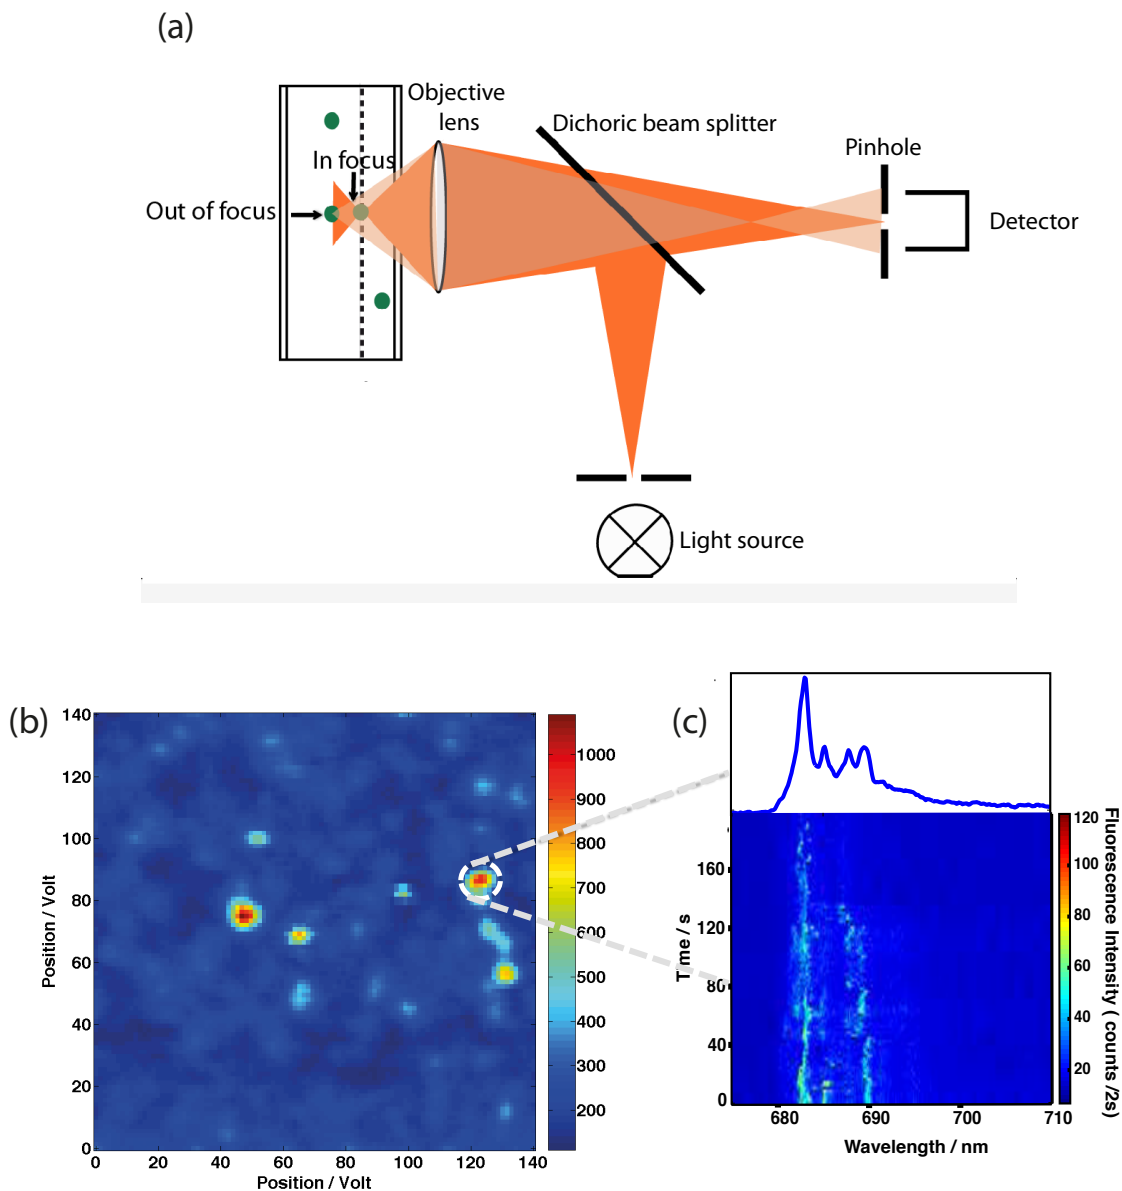 (a)
Objective
lens
Dichoric beam splitter
Pinhole
In focus
Out of focus
Detector
Light source
(b)
140
120
100
80
60
40
20
0
Position / Volt
0 20 40 60 80 100 120 140
Position / Volt
1000
900
800
700
600
500
400
300
200
(c)
160
120
80
40
0
T me / s
680 690 700 710
Wavelength / nm
120
100
80
60
40
20
Fluorescence Intensity ( counts /2s)